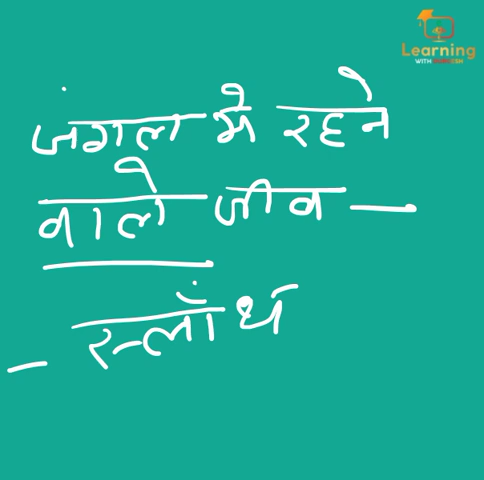 Learning
WITH
जंगल मे रहने
वाले जीव —
- स्लॉथ